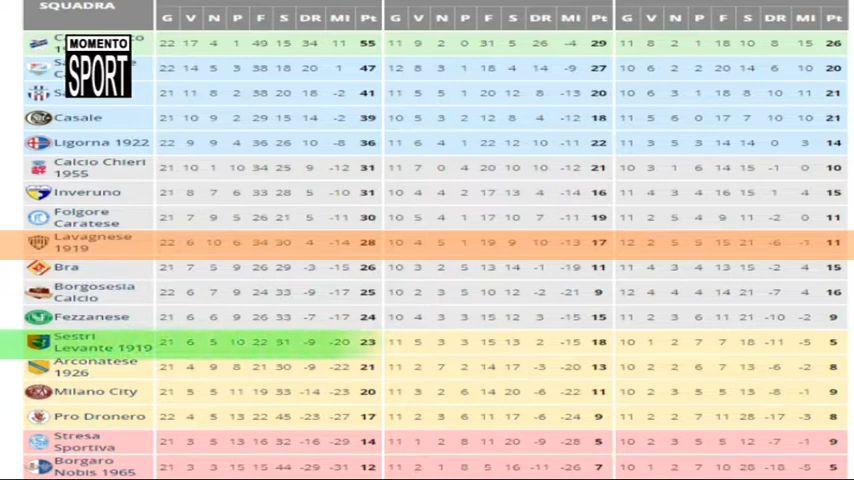 SQUADRA G V N P F S DR MI Pt G V N P F S DR MI Pt G V N P F S DR MI Pt
MOMENTO
SPORT
22 17 4 1 49 15 34 11 55 11 9 2 0 31 5 26 -4 29 11 8 2 1 18 10 8 15 26
22 14 5 3 38 18 20 1 47 12 8 3 1 18 4 14 -9 27 10 6 2 2 20 14 6 10 20
21 11 8 2 38 20 18 -2 41 11 5 5 1 20 12 8 -13 20 10 6 3 1 18 8 10 11 21
Casale 21 10 9 2 29 15 14 -2 39 10 5 3 2 12 8 4 -12 18 11 5 6 0 17 7 10 10 21
Ligorna 1922 22 9 9 4 36 26 10 -8 36 11 6 4 1 22 12 10 -11 22 11 3 5 3 14 14 0 3 14
Calcio Chieri
1955 21 10 1 10 34 25 9 -12 31 11 7 0 4 20 10 10 -12 21 10 3 1 6 14 15 -1 0 10
Inveruno 21 8 7 6 33 28 5 -10 31 10 4 4 2 17 13 4 -14 16 11 4 3 4 16 15 1 4 15
Folgore
Caratese 21 7 9 5 26 21 5 -11 30 10 5 4 1 17 10 7 -11 19 11 2 5 4 9 11 -2 0 11
Lavagnese
1919 22 6 10 6 34 30 4 -14 28 10 4 5 1 19 9 10 -13 17 12 2 5 5 15 21 -6 -1 11
Bra 21 7 5 9 26 29 -3 -15 26 10 3 2 5 13 14 -1 -19 11 11 4 3 4 13 15 -2 4 15
Borgosesia
Calcio 22 6 7 9 24 33 -9 -17 25 10 2 3 5 10 12 -2 -21 9 12 4 4 4 14 21 -7 4 16
Fezzanese 21 6 6 9 26 33 -7 -17 24 10 4 3 3 15 12 3 -15 15 11 2 3 6 11 21 -10 -2 9
Sestri
Levante 1919 21 6 5 10 22 31 -9 -20 23 11 5 3 3 15 13 2 -15 18 10 1 2 7 7 18 -11 -5 5
Arconatese
1926 21 4 9 8 21 30 -9 -22 21 11 2 7 2 14 17 -3 -20 13 10 2 2 6 7 13 -6 -2 8
Milano City 21 5 5 11 19 33 -14 -23 20 11 3 2 6 14 20 -6 -22 11 10 2 3 5 5 13 -8 -1 9
Pro Dronero 22 4 5 13 22 45 -23 -27 17 11 2 3 6 11 17 -6 -24 9 11 2 2 7 11 28 -17 -3 8
Stresa
Sportiva 21 3 5 13 16 32 -16 -29 14 11 1 2 8 11 20 -9 -28 5 10 2 3 5 5 12 -7 -1 9
Borgaro
Nobis 1965 21 3 3 15 15 44 -29 -31 12 11 2 1 8 5 16 -11 -26 7 10 1 2 7 10 28 -18 -5 5